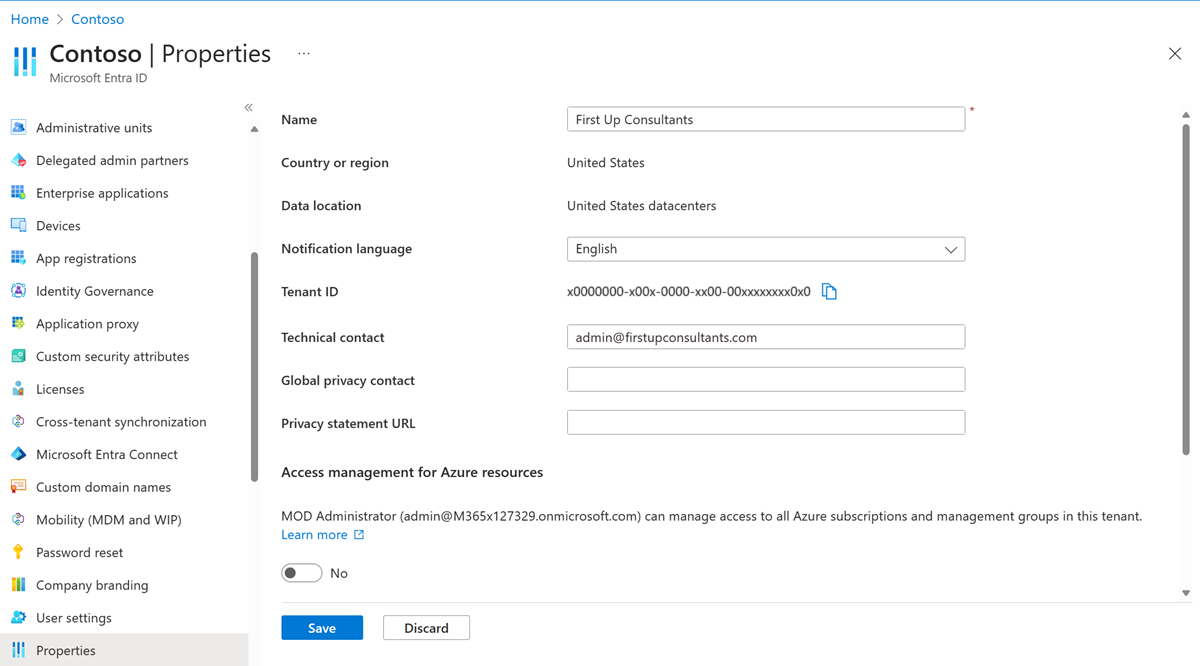 Home > Contoso
Contoso | Properties ...
Microsoft Entra ID
Administrative units
Delegated admin partners
Enterprise applications
Devices
App registrations
Identity Governance
Application proxy
Custom security attributes
Licenses
Cross-tenant synchronization
Microsoft Entra Connect
Custom domain names
Mobility (MDM and WIP)
Password reset
Company branding
User settings
Properties
Name First Up Consultants *
Country or region United States
Data location United States datacenters
Notification language English
Tenant ID x0000000-x00x-0000-xx00-00xxxxxxxx0x0
Technical contact admin@firstupconsultants.com
Global privacy contact
Privacy statement URL
Access management for Azure resources
MOD Administrator (admin@M365x127329.onmicrosoft.com) can manage access to all Azure subscriptions and management groups in this tenant.
Learn more
No
Save Discard